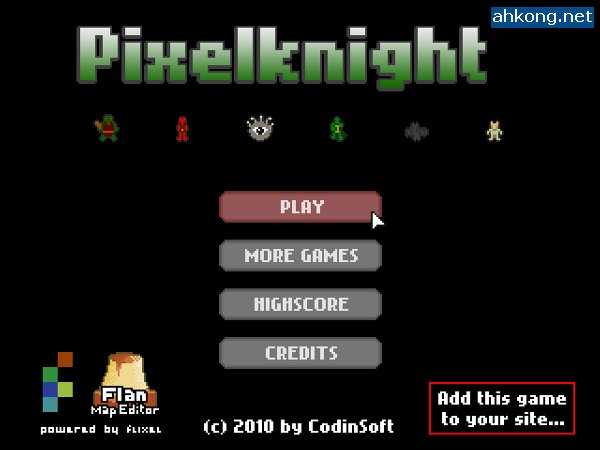 ahkong.net
Pixelknight
PLAY
MORE GAMES
HIGHSCORE
CREDITS
Flan
Map Editor
powered by flixel
(c) 2010 by CodinSoft
Add this game
to your site...